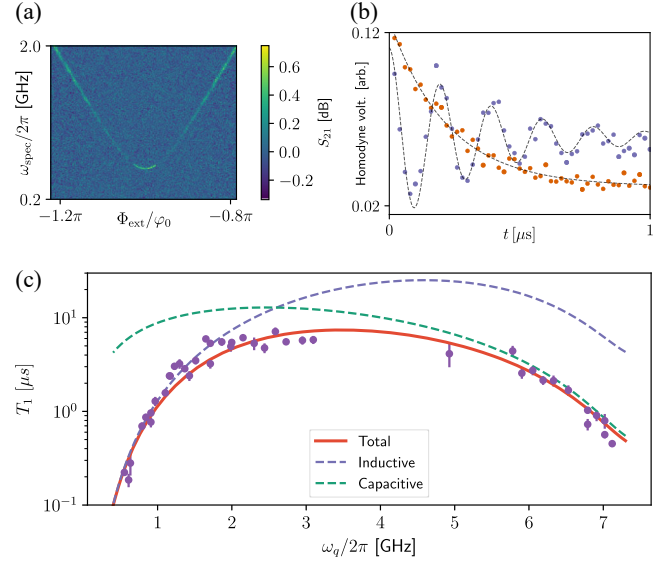 (a)
2.0
0.2
ω_spec/2π [GHz]
−1.2π
Φ_ext/φ_0
−0.8π
0.6
0.4
0.2
0.0
−0.2
S_21 [dB]
(b)
0.12
0.02
Homodyne volt. [arb.]
0
t [μs]
1
(c)
10^1
10^0
10^−1
T_1 [μs]
Total
Inductive
Capacitive
1 2 3 4 5 6 7
ω_q/2π [GHz]